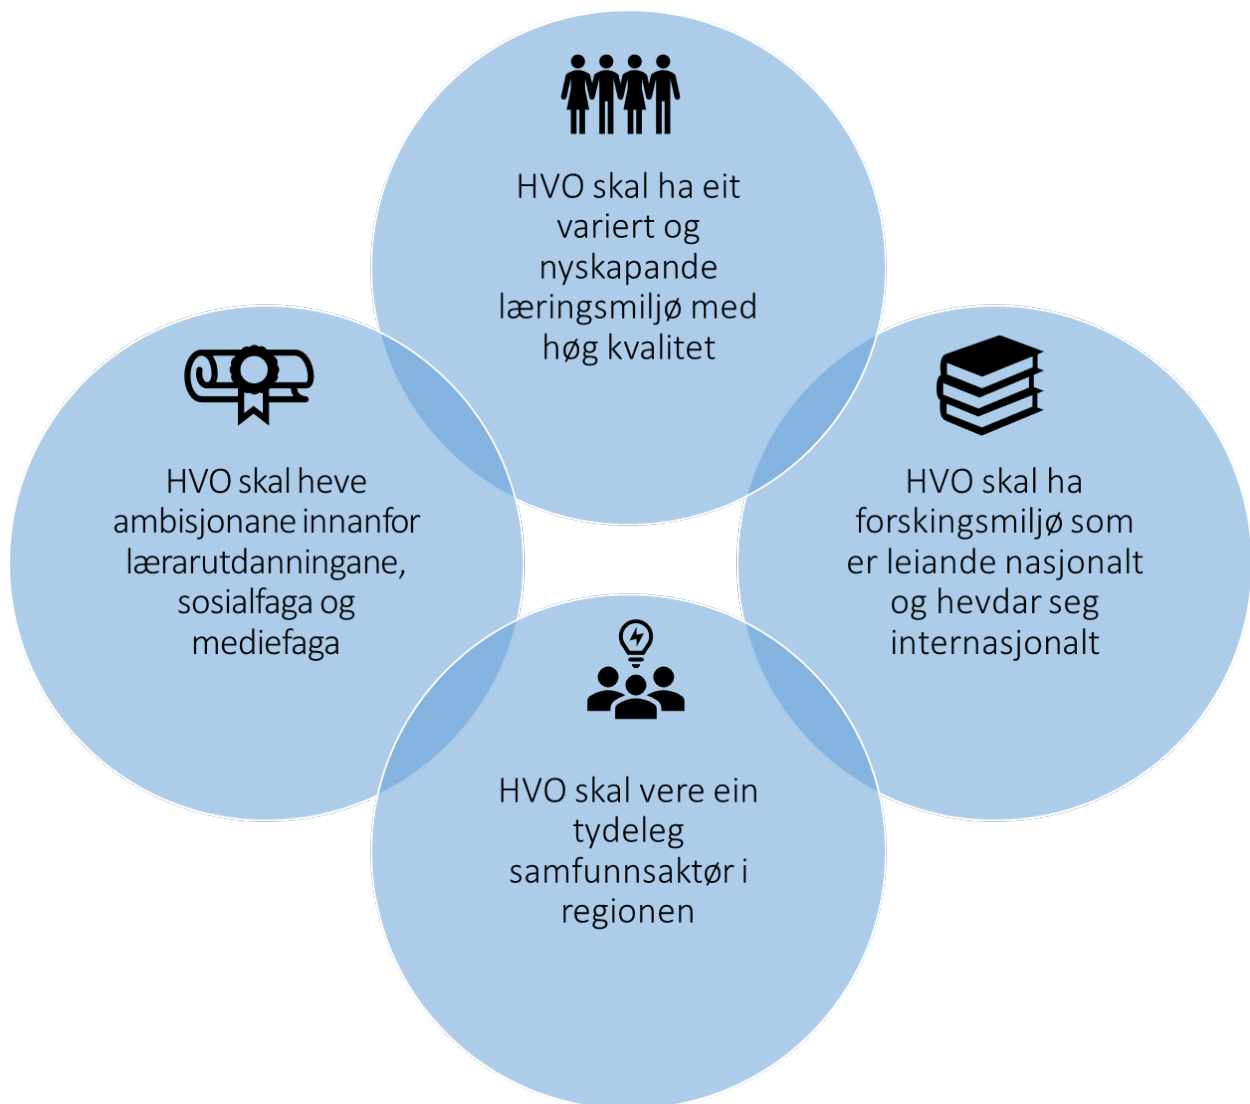 HVO skal ha eit
variert og
nyskapande
læringsmiljø med
høg kvalitet
HVO skal heve
ambisjonane innanfor
lærarutdanningane,
sosialfaga og
mediefaga
HVO skal ha
forskingsmiljø som
er leiande nasjonalt
og hevdar seg
internasjonalt
HVO skal vere ein
tydeleg
samfunnsaktør i
regionen